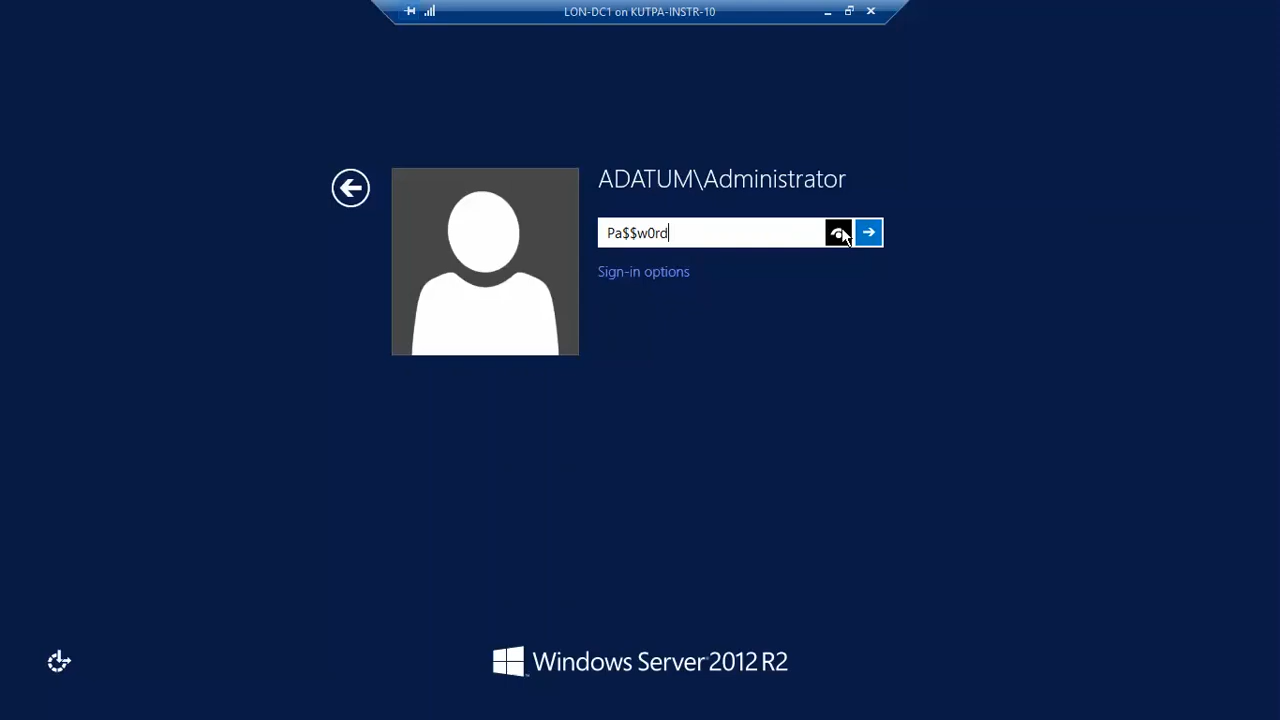 LON-DC1 on KUTPA-INSTR-10
ADATUM\Administrator
Pa$$w0rd
Sign-in options
Windows Server 2012 R2